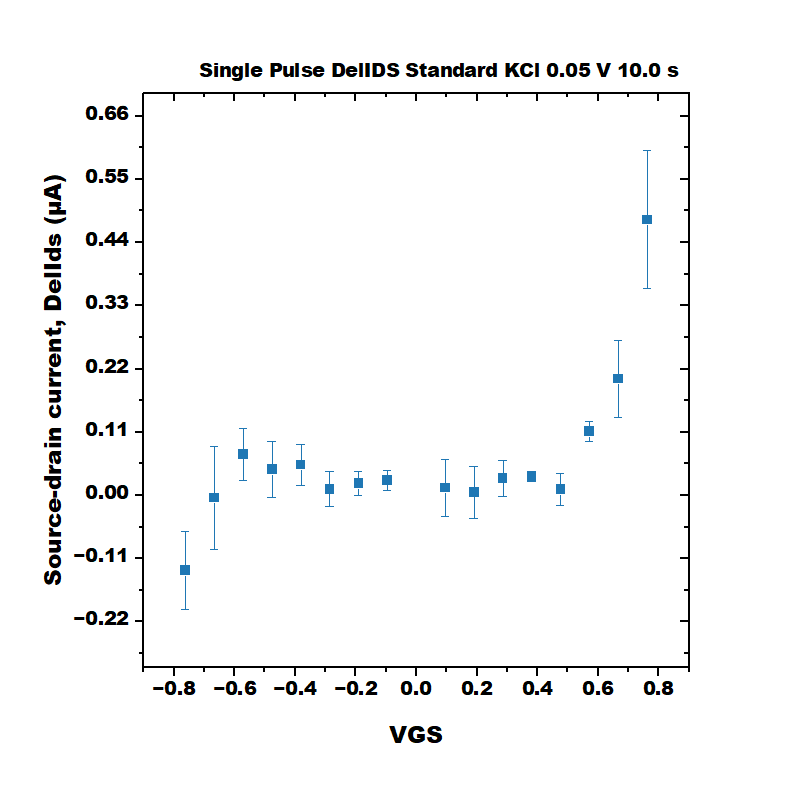 Single Pulse DelIDS Standard KCl 0.05 V 10.0 s
0.66
0.55
0.44
0.33
0.22
0.11
0.00
−0.11
−0.22
Source-drain current, DelIds (µA)
−0.8 −0.6 −0.4 −0.2 0.0 0.2 0.4 0.6 0.8
VGS